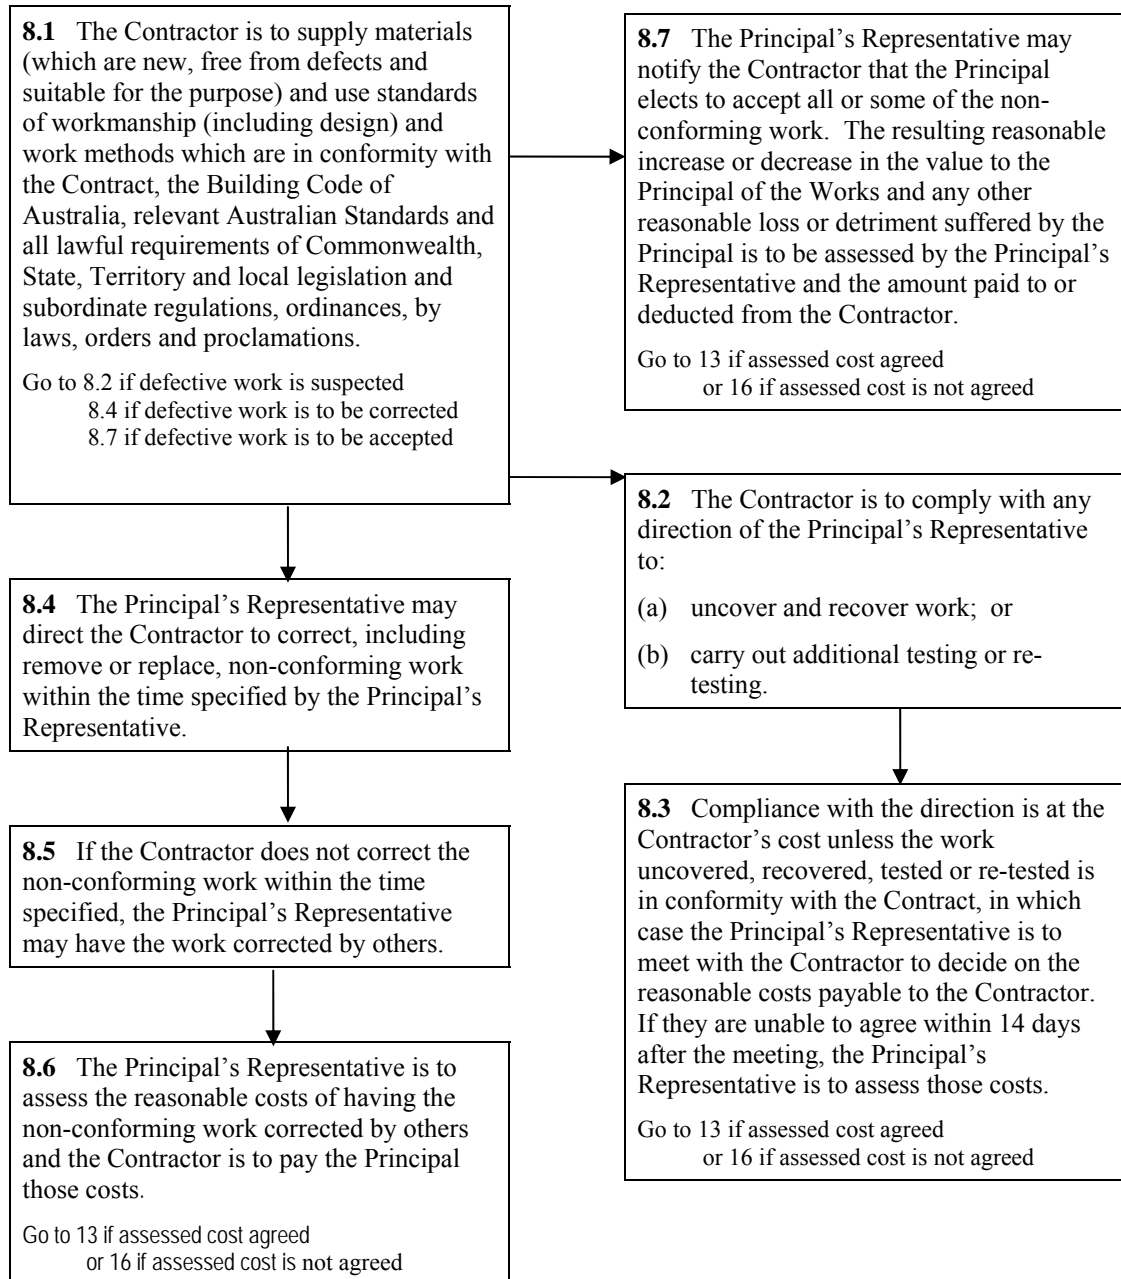 8.1 The Contractor is to supply materials
(which are new, free from defects and
suitable for the purpose) and use standards
of workmanship (including design) and
work methods which are in conformity with
the Contract, the Building Code of
Australia, relevant Australian Standards and
all lawful requirements of Commonwealth,
State, Territory and local legislation and
subordinate regulations, ordinances, by
laws, orders and proclamations.
Go to 8.2 if defective work is suspected
8.4 if defective work is to be corrected
8.7 if defective work is to be accepted
8.7 The Principal's Representative may
notify the Contractor that the Principal
elects to accept all or some of the non-
conforming work. The resulting reasonable
increase or decrease in the value to the
Principal of the Works and any other
reasonable loss or detriment suffered by the
Principal is to be assessed by the Principal's
Representative and the amount paid to or
deducted from the Contractor.
Go to 13 if assessed cost agreed
or 16 if assessed cost is not agreed
8.2 The Contractor is to comply with any
direction of the Principal's Representative
to:
(a) uncover and recover work; or
(b) carry out additional testing or re-
testing.
8.4 The Principal's Representative may
direct the Contractor to correct, including
remove or replace, non-conforming work
within the time specified by the Principal's
Representative.
8.3 Compliance with the direction is at the
Contractor's cost unless the work
uncovered, recovered, tested or re-tested is
in conformity with the Contract, in which
case the Principal's Representative is to
meet with the Contractor to decide on the
reasonable costs payable to the Contractor.
If they are unable to agree within 14 days
after the meeting, the Principal's
Representative is to assess those costs.
Go to 13 if assessed cost agreed
or 16 if assessed cost is not agreed
8.5 If the Contractor does not correct the
non-conforming work within the time
specified, the Principal's Representative
may have the work corrected by others.
8.6 The Principal's Representative is to
assess the reasonable costs of having the
non-conforming work corrected by others
and the Contractor is to pay the Principal
those costs.
Go to 13 if assessed cost agreed
or 16 if assessed cost is not agreed